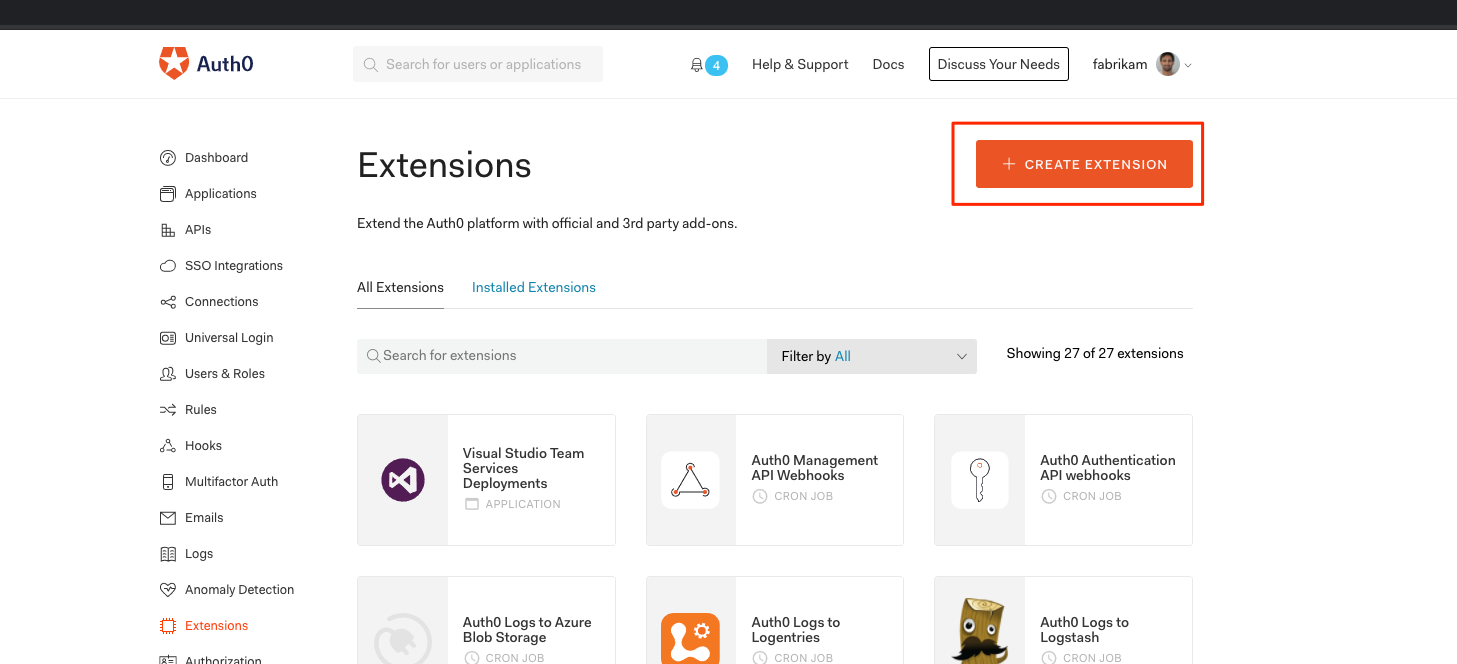 Auth0
Search for users or applications
4
Help & Support
Docs
Discuss Your Needs
fabrikam
Dashboard
Applications
APIs
SSO Integrations
Connections
Universal Login
Users & Roles
Rules
Hooks
Multifactor Auth
Emails
Logs
Anomaly Detection
Extensions
Authorization
Extensions
CREATE EXTENSION
Extend the Auth0 platform with official and 3rd party add-ons.
All Extensions
Installed Extensions
Search for extensions
Filter by All
Showing 27 of 27 extensions
Visual Studio Team
Services
Deployments
APPLICATION
Auth0 Management
API Webhooks
CRON JOB
Auth0 Authentication
API webhooks
CRON JOB
Auth0 Logs to Azure
Blob Storage
CRON JOB
Auth0 Logs to
Logentries
CRON JOB
Auth0 Logs to
Logstash
CRON JOB